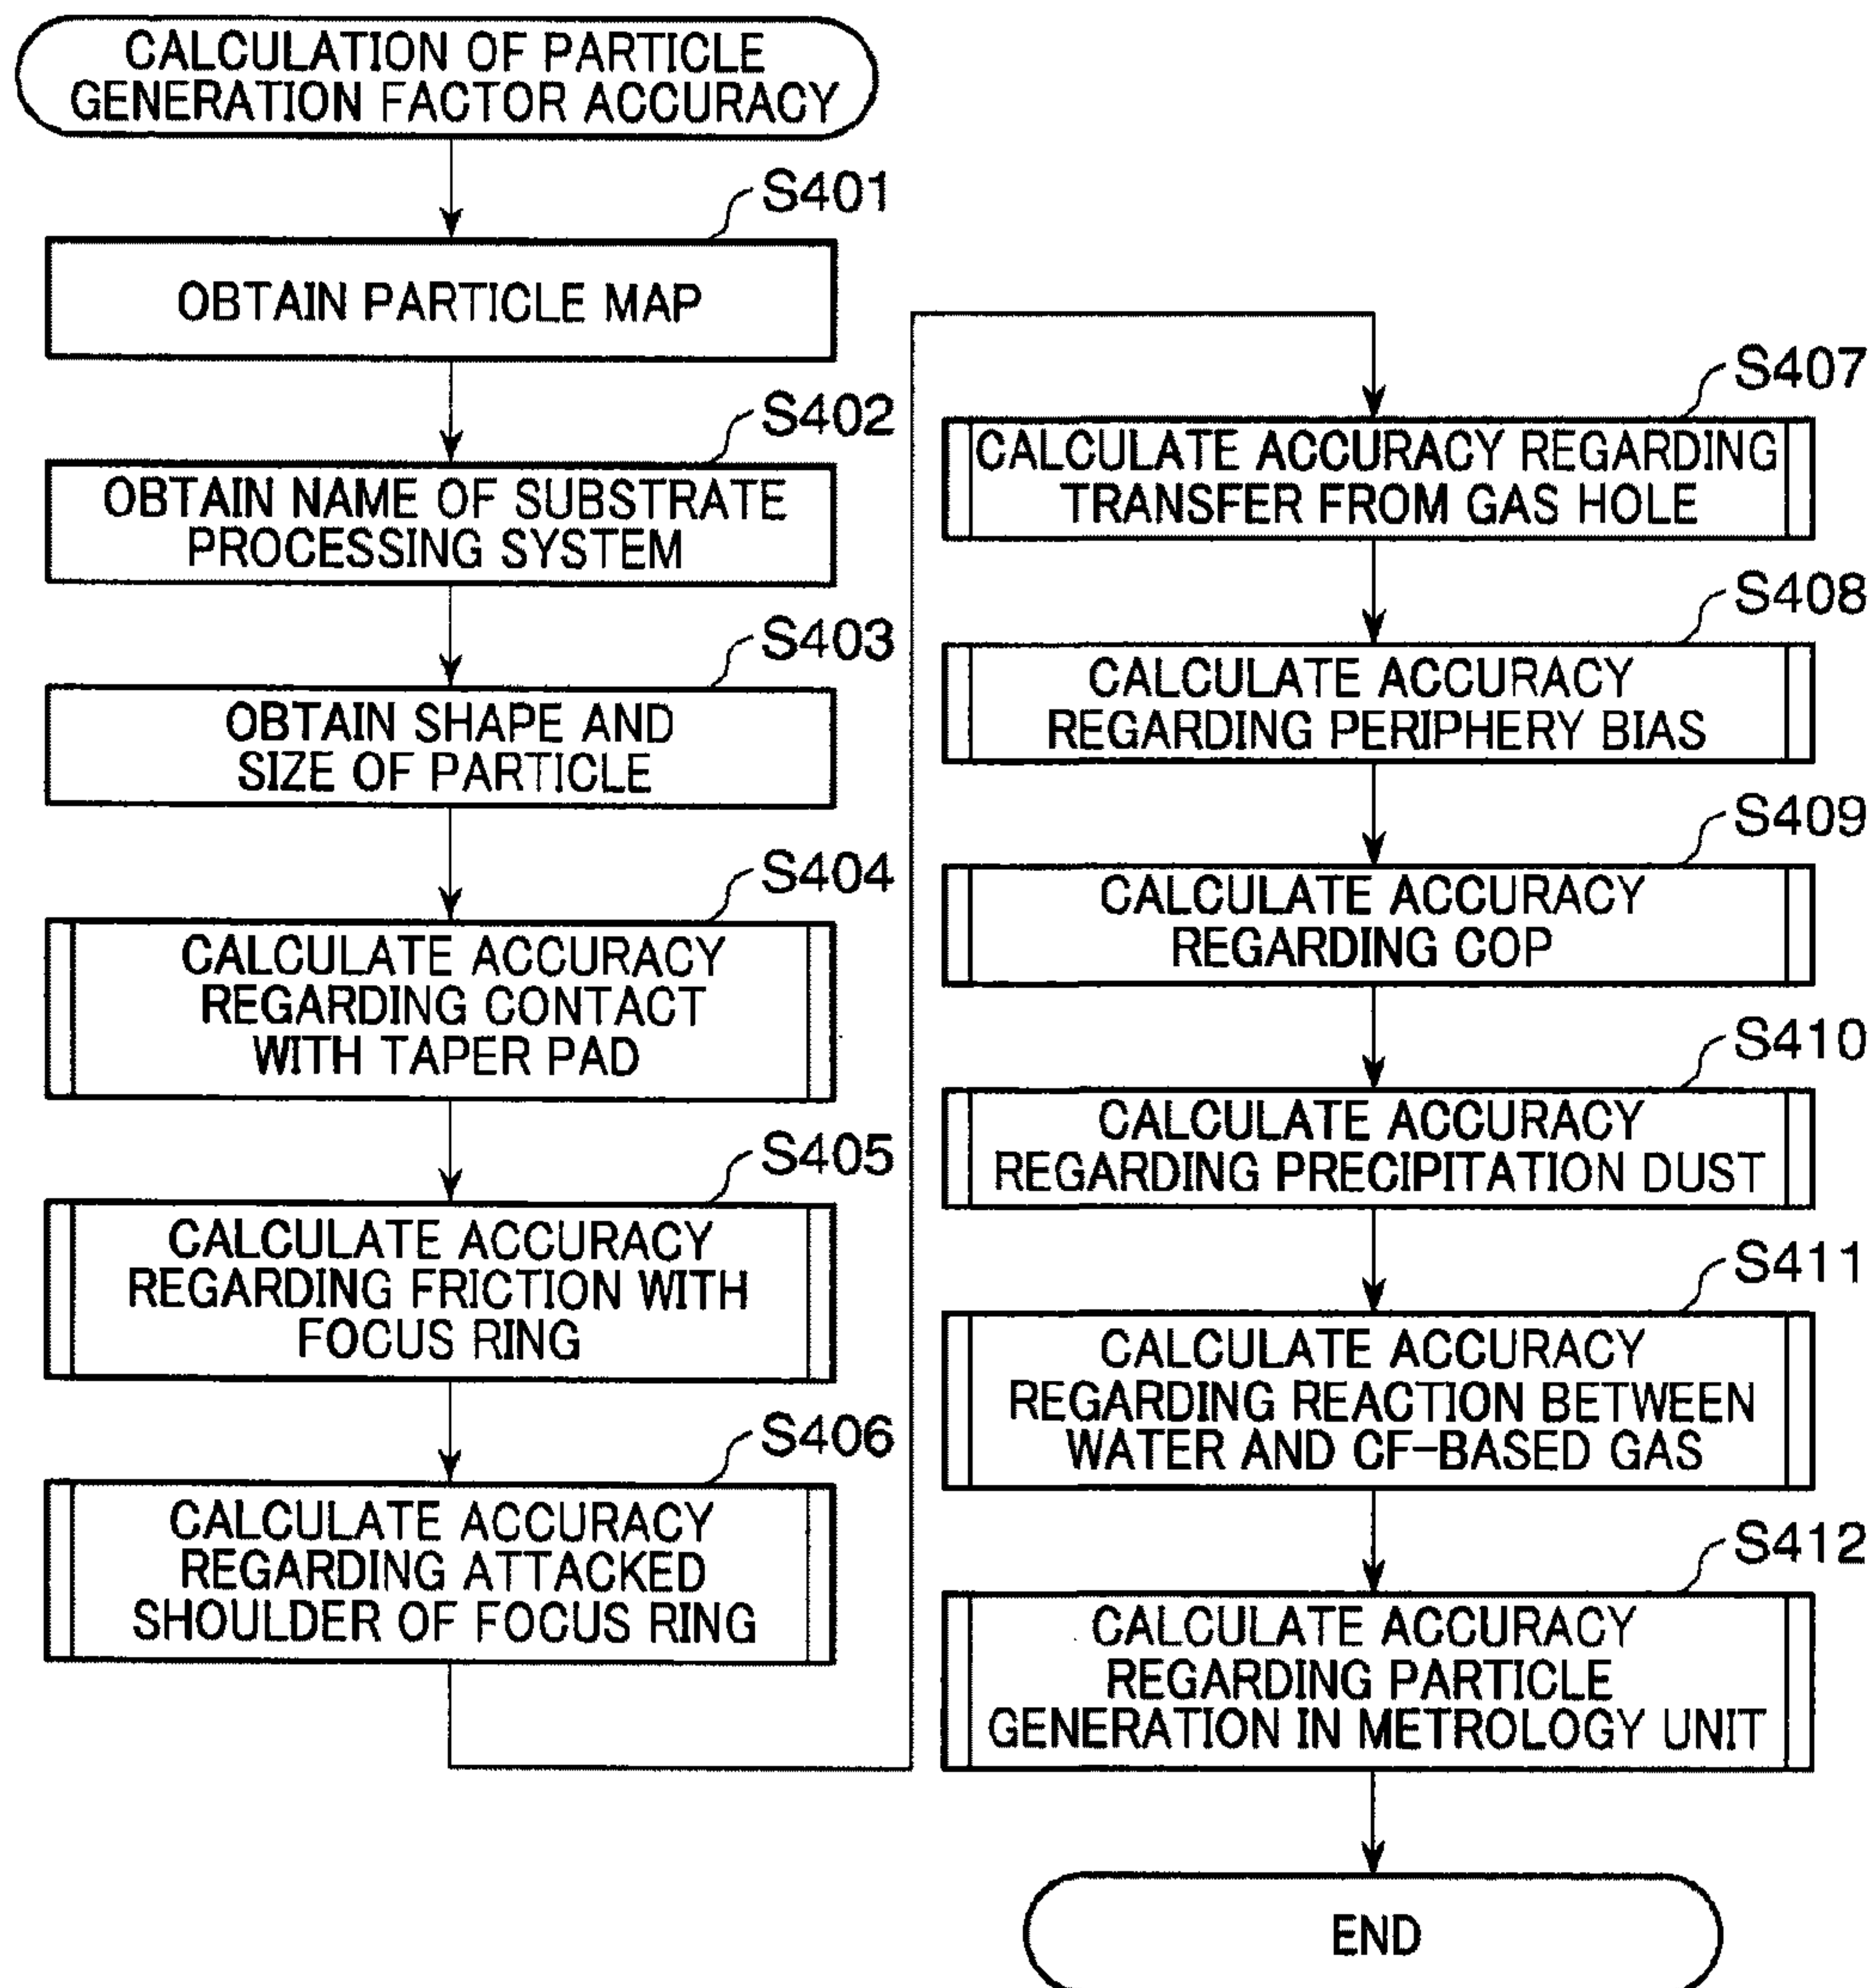 CALCULATION OF PARTICLE
GENERATION FACTOR ACCURACY
S401
OBTAIN PARTICLE MAP
S402
OBTAIN NAME OF SUBSTRATE
PROCESSING SYSTEM
S403
OBTAIN SHAPE AND
SIZE OF PARTICLE
S404
CALCULATE ACCURACY
REGARDING CONTACT
WITH TAPER PAD
S405
CALCULATE ACCURACY
REGARDING FRICTION WITH
FOCUS RING
S406
CALCULATE ACCURACY
REGARDING ATTACKED
SHOULDER OF FOCUS RING
S407
CALCULATE ACCURACY REGARDING
TRANSFER FROM GAS HOLE
S408
CALCULATE ACCURACY
REGARDING PERIPHERY BIAS
S409
CALCULATE ACCURACY
REGARDING COP
S410
CALCULATE ACCURACY
REGARDING PRECIPITATION DUST
S411
CALCULATE ACCURACY
REGARDING REACTION BETWEEN
WATER AND CF-BASED GAS
S412
CALCULATE ACCURACY
REGARDING PARTICLE
GENERATION IN METROLOGY UNIT
END